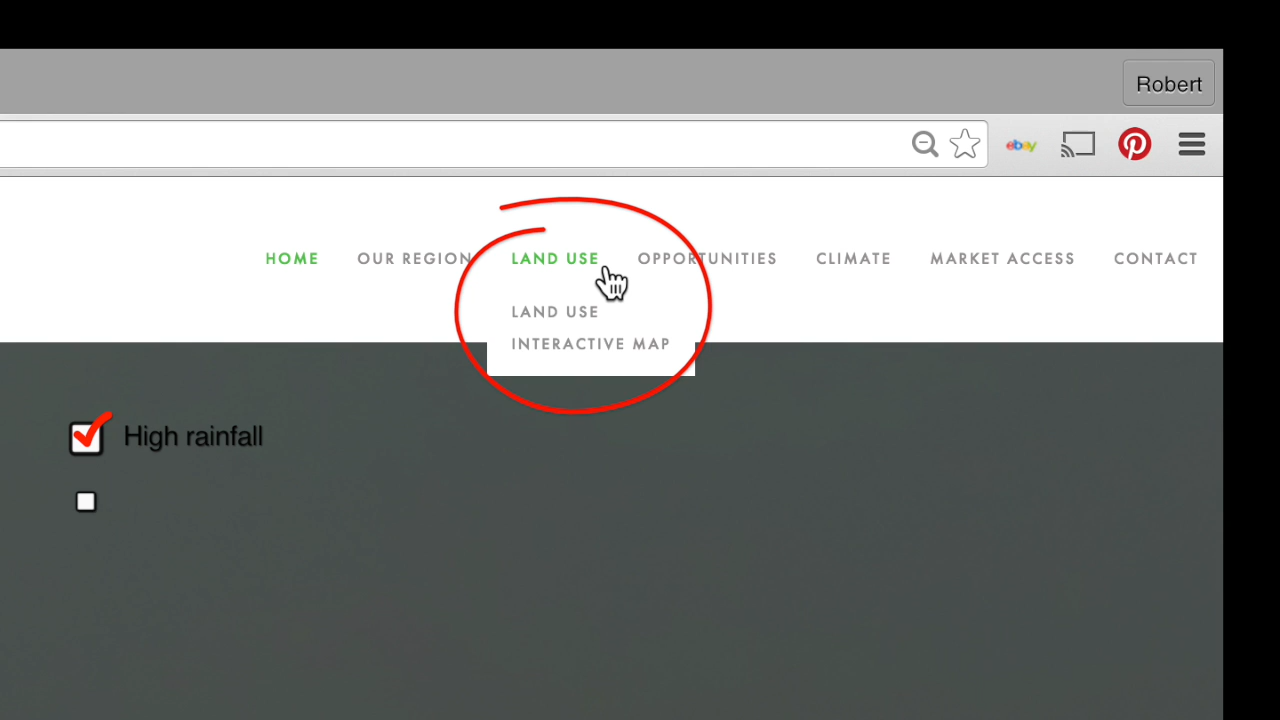 Robert
ebay
HOME OUR REGION LAND USE OPPORTUNITIES CLIMATE MARKET ACCESS CONTACT
LAND USE
INTERACTIVE MAP
High rainfall